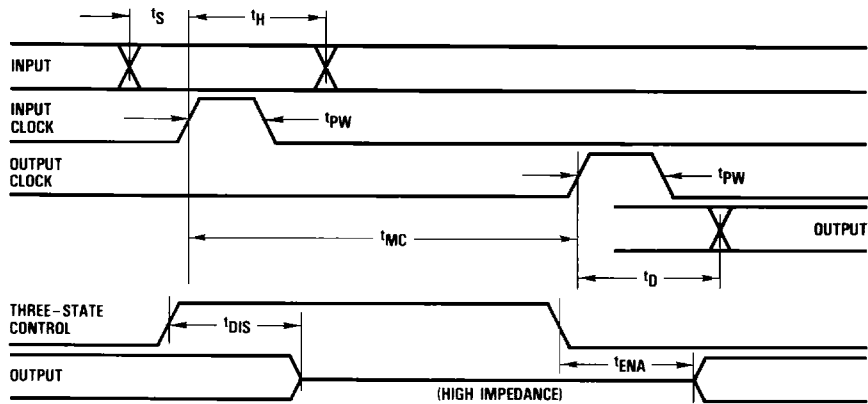 tS
tH
INPUT
INPUT
CLOCK
tPW
OUTPUT
CLOCK
tPW
OUTPUT
tMC
tD
THREE-STATE
CONTROL
tDIS
tENA
OUTPUT
(HIGH IMPEDANCE)